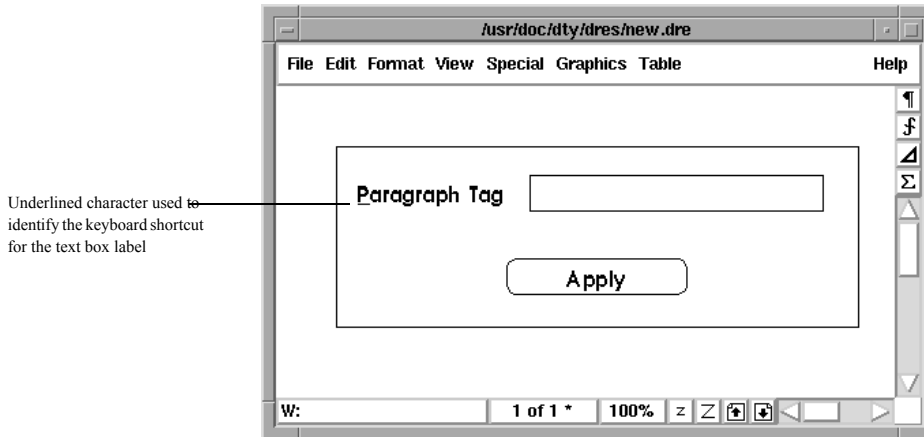 /usr/doc/dty/dres/new.dre
File Edit Format View Special Graphics Table Help
¶
∮
Σ
Underlined character used to
identify the keyboard shortcut
for the text box label
Paragraph Tag
Apply
W: 1 of 1 * 100% z Z